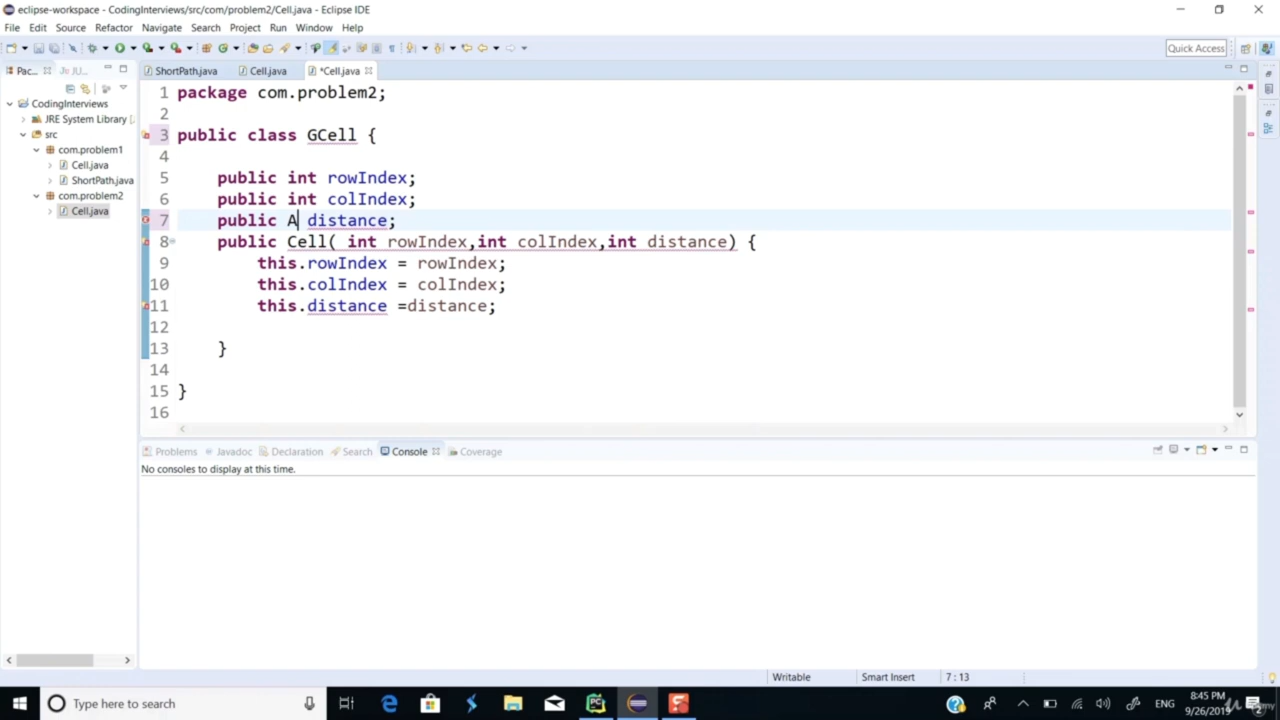 eclipse-workspace - CodingInterviews/src/com/problem2/Cell.java - Eclipse IDE
File Edit Source Refactor Navigate Search Project Run Window Help
Quick Access
Pac... JU...
ShortPath.java Cell.java *Cell.java
CodingInterviews
JRE System Library [
src
com.problem1
Cell.java
ShortPath.java
com.problem2
Cell.java
1 package com.problem2;
2
3 public class GCell {
4
5 public int rowIndex;
6 public int colIndex;
7 public A distance;
8 public Cell( int rowIndex,int colIndex,int distance) {
9 this.rowIndex = rowIndex;
10 this.colIndex = colIndex;
11 this.distance =distance;
12
13 }
14
15 }
16
Problems Javadoc Declaration Search Console Coverage
No consoles to display at this time.
Writable Smart Insert 7 : 13
Type here to search
ENG
8:45 PM
9/26/2019